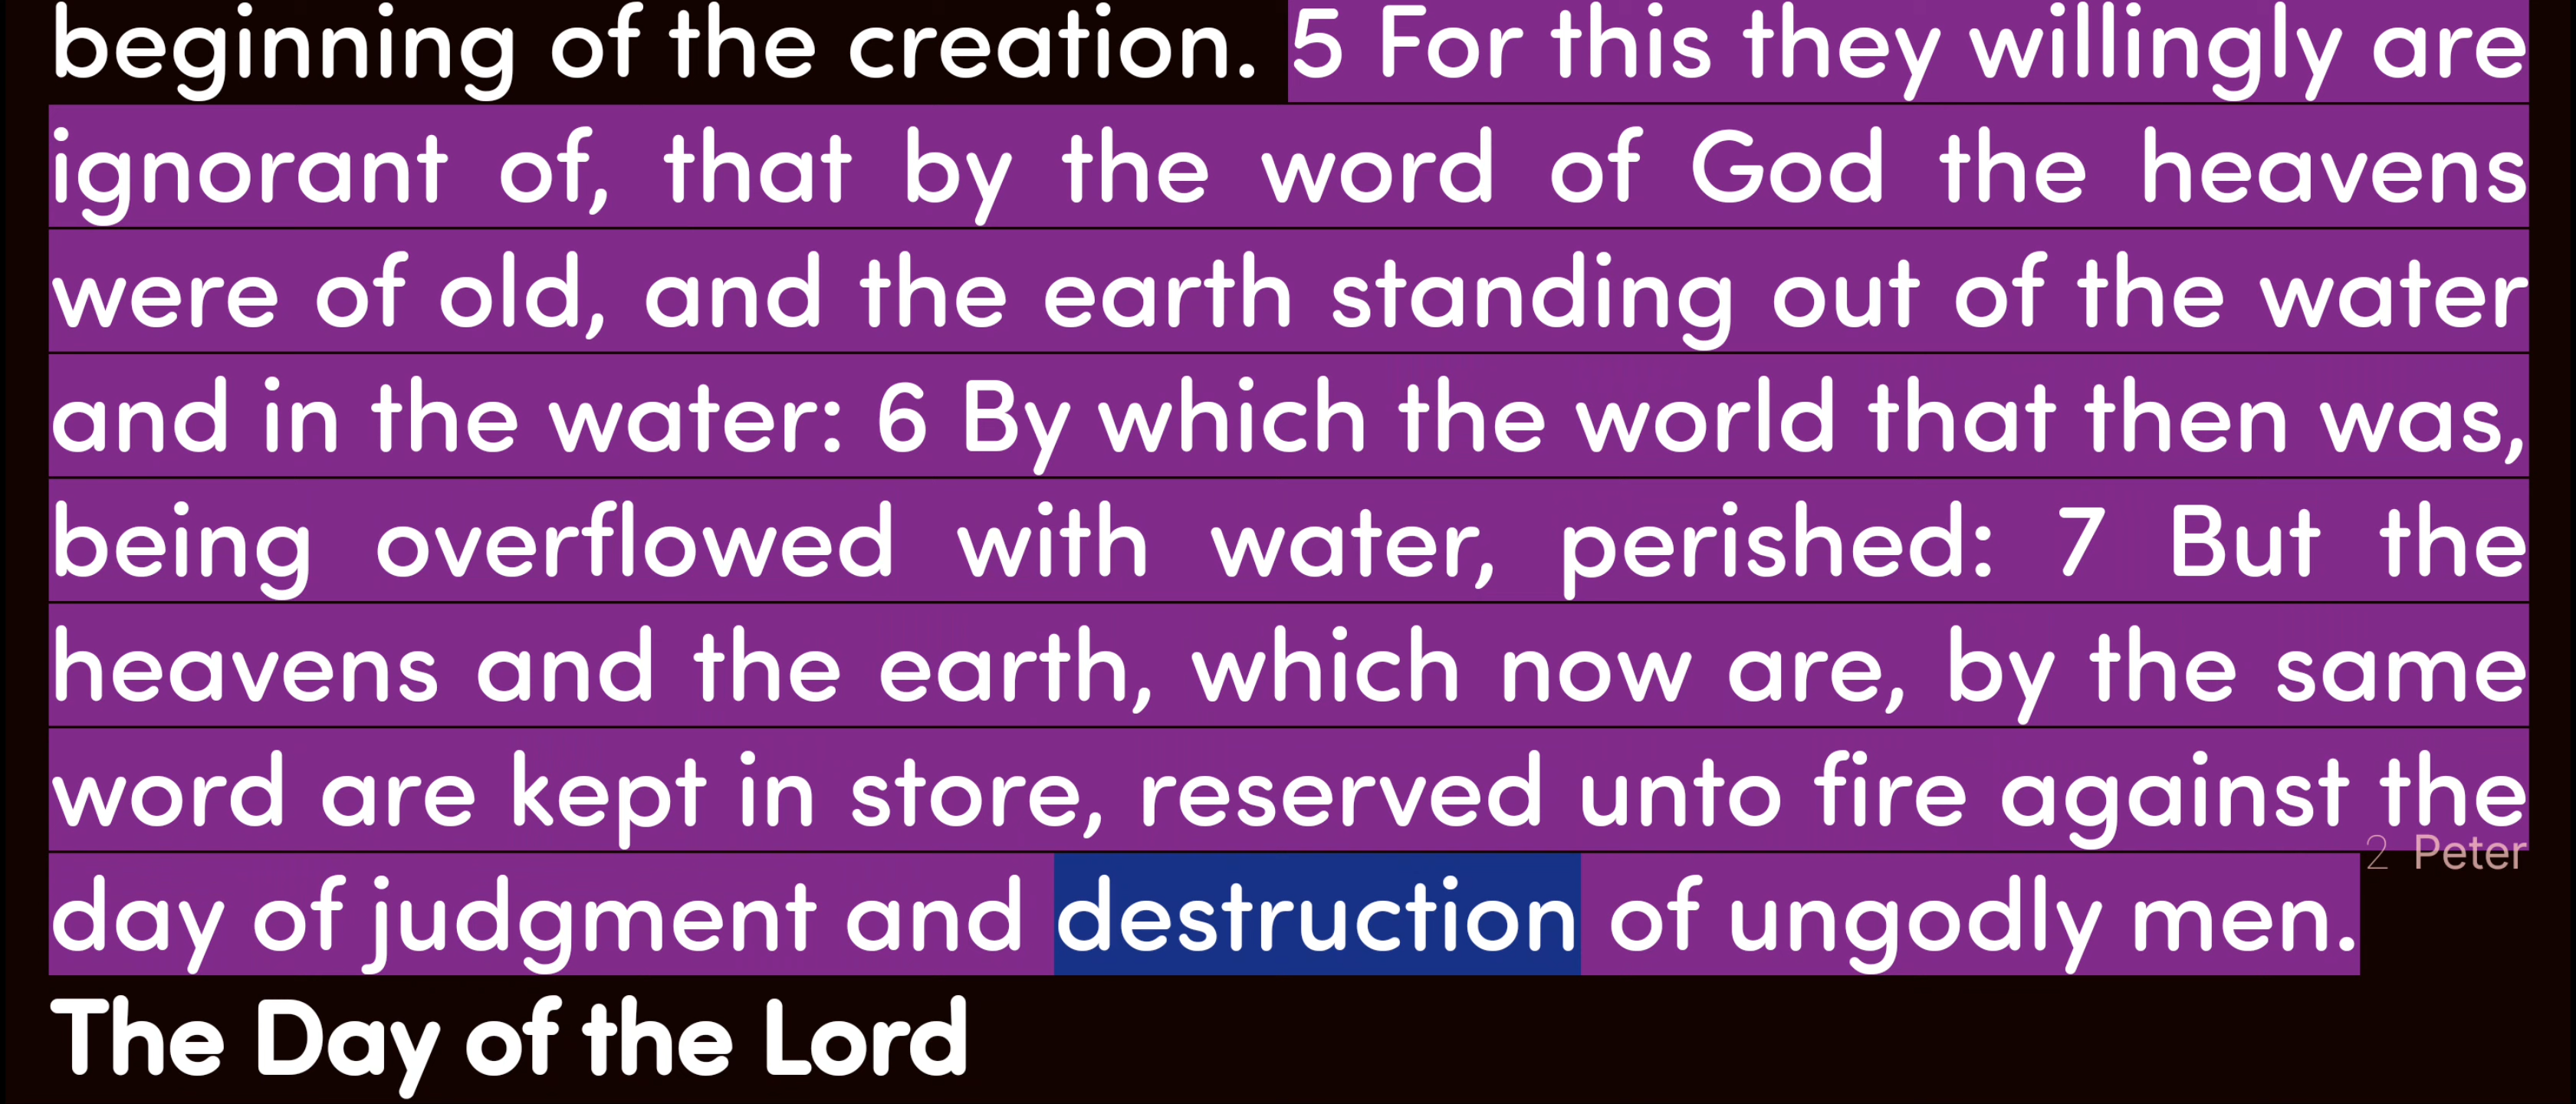 beginning of the creation. 5 For this they willingly are
ignorant of, that by the word of God the heavens
were of old, and the earth standing out of the water
and in the water: 6 By which the world that then was,
being overflowed with water, perished: 7 But the
heavens and the earth, which now are, by the same
word are kept in store, reserved unto fire against the
2 Peter
day of judgment and destruction of ungodly men.
The Day of the Lord